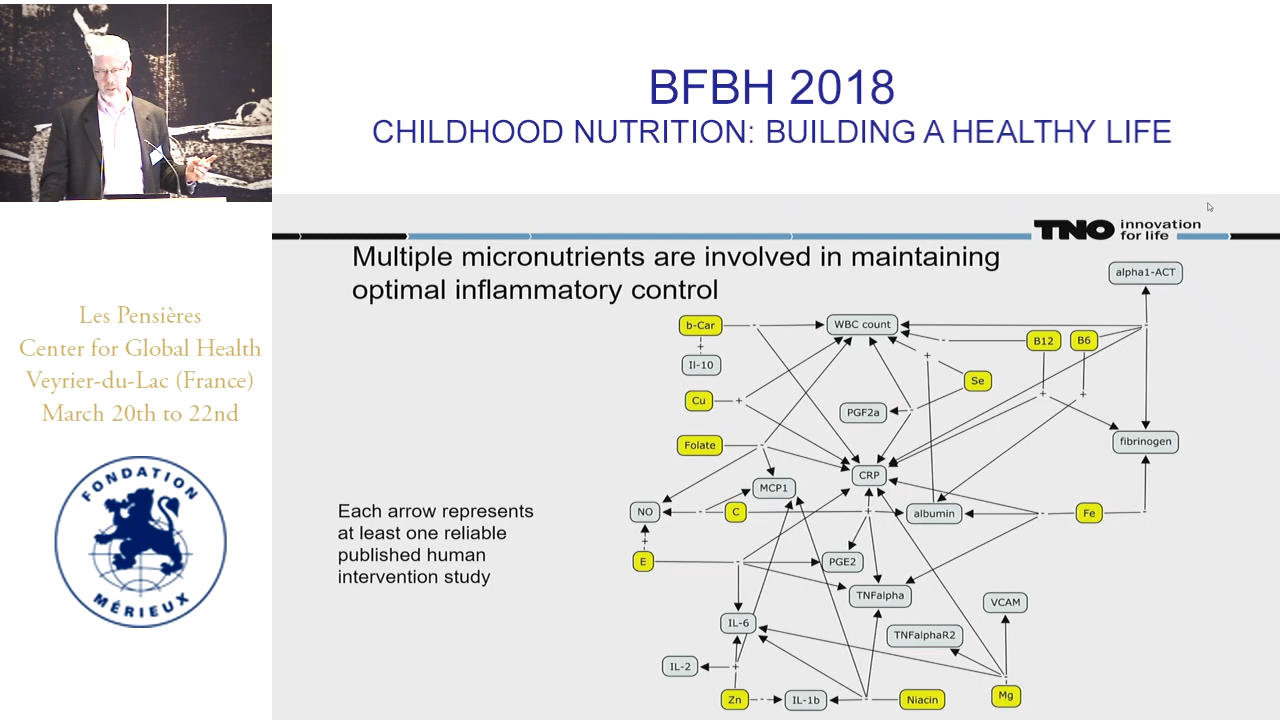 BFBH 2018
CHILDHOOD NUTRITION: BUILDING A HEALTHY LIFE
Les Pensières
Center for Global Health
Veyrier-du-Lac (France)
March 20th to 22nd
FONDATION
MÉRIEUX
TNO innovation
for life
Multiple micronutrients are involved in maintaining
optimal inflammatory control
Each arrow represents
at least one reliable
published human
intervention study
alpha1-ACT
b-Car
-
WBC count
-
-
B12
B6
+
+
Il-10
Se
Cu
+
+
+
PGF2a
-
Folate
-
fibrinogen
CRP
MCP1
NO
-
C
+
albumin
-
Fe
-
+
E
-
PGE2
TNFalpha
VCAM
IL-6
TNFalphaR2
IL-2
+
-
Zn
-
IL-1b
-
Niacin
Mg